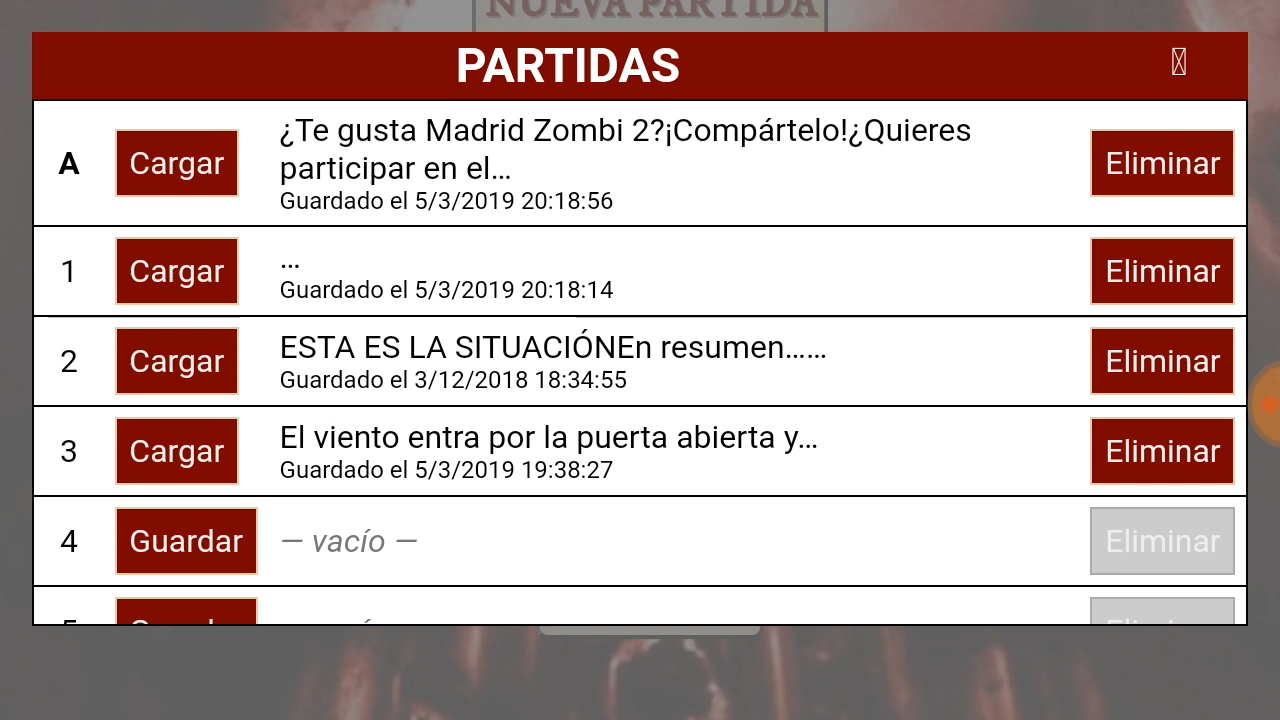 NUEVA PARTIDA
PARTIDAS
A Cargar ¿Te gusta Madrid Zombi 2?¡Compártelo!¿Quieres participar en el… Eliminar
Guardado el 5/3/2019 20:18:56
1 Cargar … Eliminar
Guardado el 5/3/2019 20:18:14
2 Cargar ESTA ES LA SITUACIÓNEn resumen…… Eliminar
Guardado el 3/12/2018 18:34:55
3 Cargar El viento entra por la puerta abierta y… Eliminar
Guardado el 5/3/2019 19:38:27
4 Guardar — vacío — Eliminar